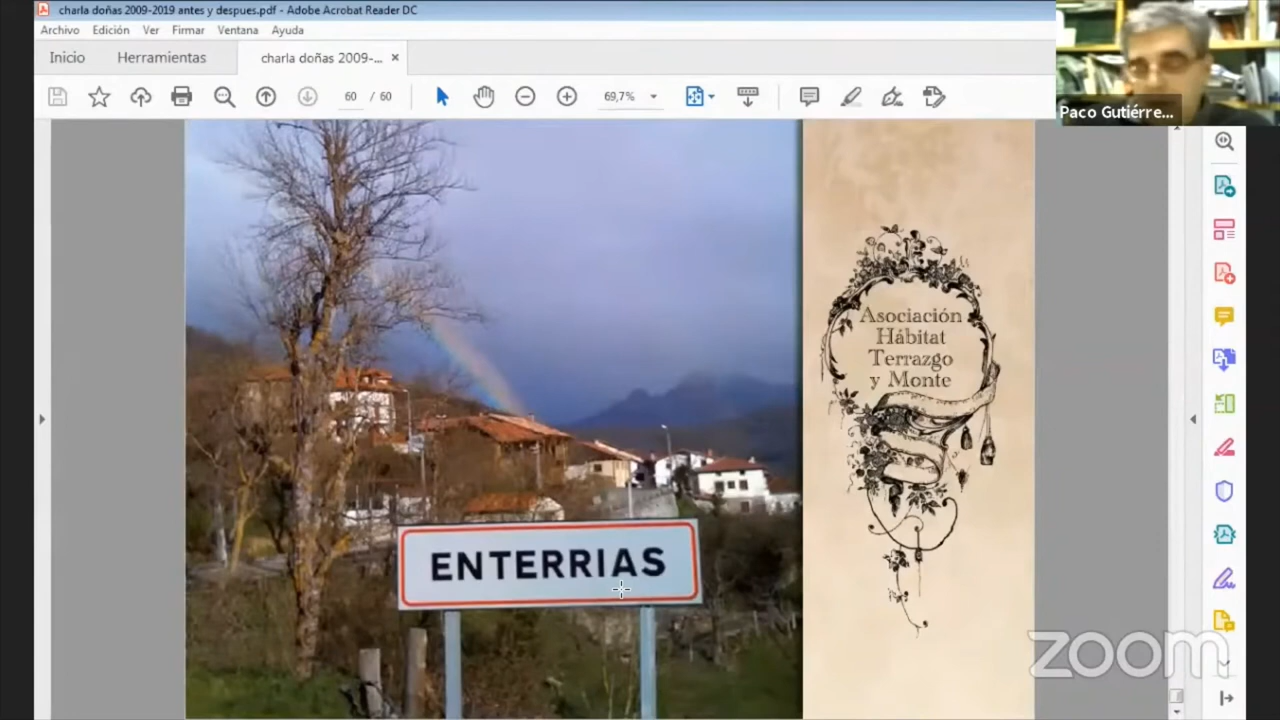 charla doñas 2009-2019 antes y despues.pdf - Adobe Acrobat Reader DC
Archivo Edición Ver Firmar Ventana Ayuda
Inicio Herramientas charla doñas 2009-... ×
60 / 60 69,7%
Paco Gutiérre...
Asociación
Hábitat
Terrazgo
y Monte
ENTERRIAS
zoom